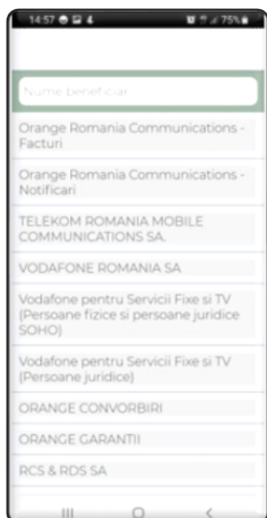 14:57 75%
Nume beneficiar
Orange Romania Communications -
Facturi
Orange Romania Communications -
Notificari
TELEKOM ROMANIA MOBILE
COMMUNICATIONS SA.
VODAFONE ROMANIA SA
Vodafone pentru Servicii Fixe si TV
(Persoane fizice si persoane juridice
SOHO)
Vodafone pentru Servicii Fixe si TV
(Persoane juridice)
ORANGE CONVORBIRI
ORANGE GARANTII
RCS & RDS SA